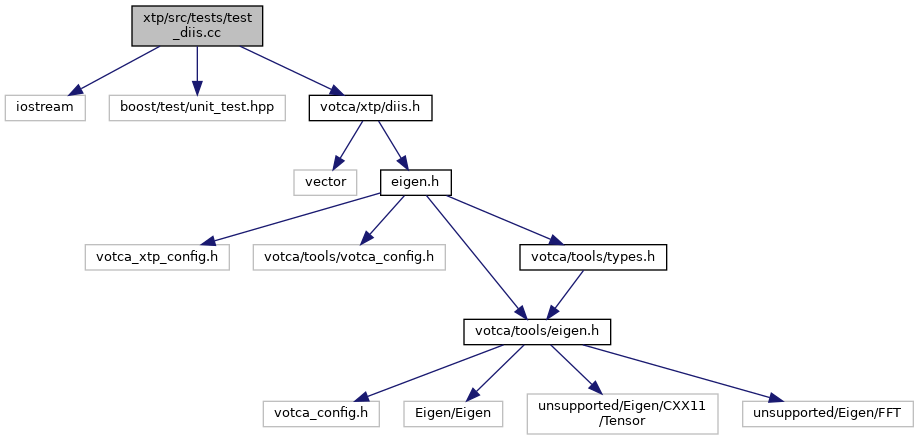 xtp/src/tests/test
_diis.cc
iostream
boost/test/unit_test.hpp
votca/xtp/diis.h
vector
eigen.h
votca_xtp_config.h
votca/tools/votca_config.h
votca/tools/types.h
votca/tools/eigen.h
votca_config.h
Eigen/Eigen
unsupported/Eigen/CXX11
/Tensor
unsupported/Eigen/FFT